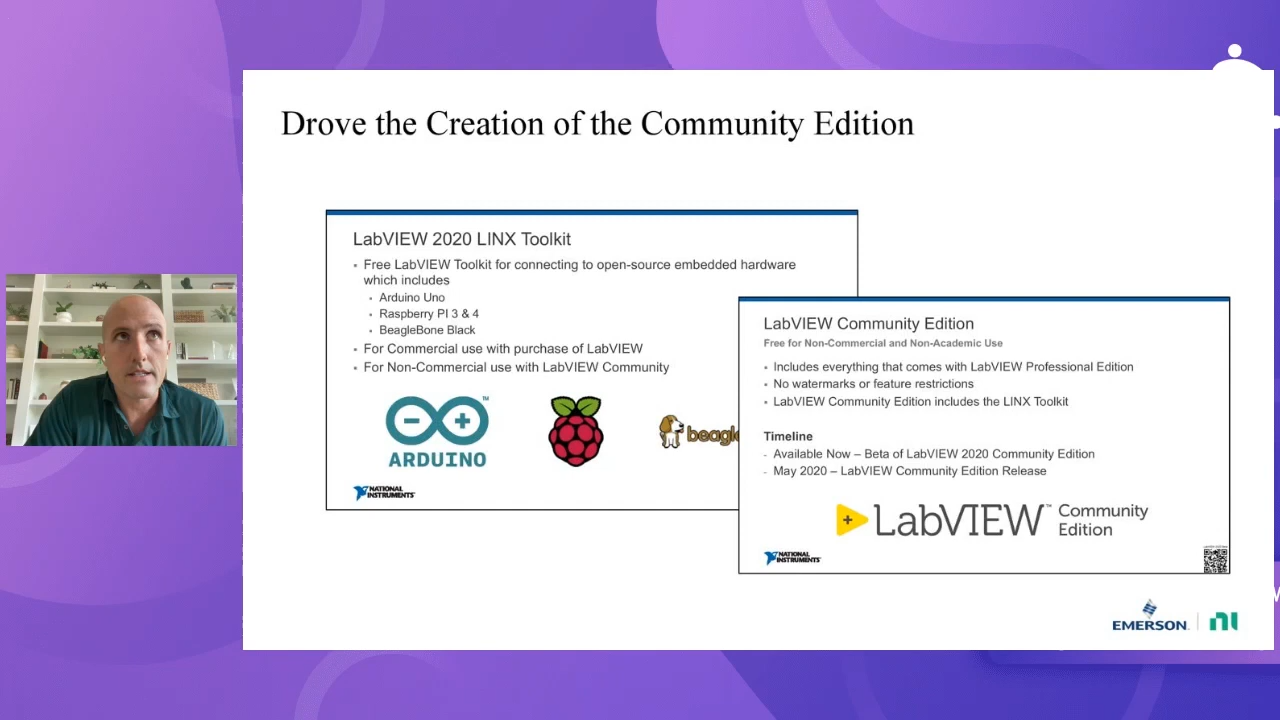 Drove the Creation of the Community Edition
LabVIEW 2020 LINX Toolkit
Free LabVIEW Toolkit for connecting to open-source embedded hardware
which includes
Arduino Uno
Raspberry PI 3 & 4
BeagleBone Black
For Commercial use with purchase of LabVIEW
For Non-Commercial use with LabVIEW Community
ARDUINO
TM
beagle
NATIONAL
INSTRUMENTS
LabVIEW Community Edition
Free for Non-Commercial and Non-Academic Use
Includes everything that comes with LabVIEW Professional Edition
No watermarks or feature restrictions
LabVIEW Community Edition includes the LINX Toolkit
Timeline
- Available Now – Beta of LabVIEW 2020 Community Edition
- May 2020 – LabVIEW Community Edition Release
LabVIEW™ Community
Edition
NATIONAL
INSTRUMENTS
EMERSON
ni